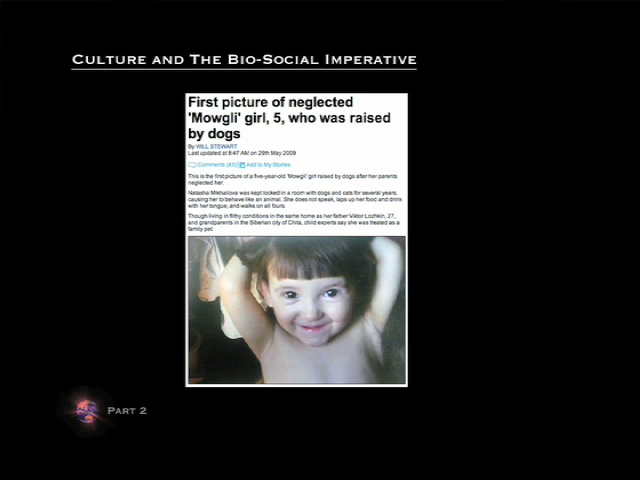 CULTURE AND THE BIO-SOCIAL IMPERATIVE
First picture of neglected
'Mowgli' girl, 5, who was raised
by dogs
By WILL STEWART
Last updated at 8:47 AM on 29th May 2009
Comments (43) Add to My Stories
This is the first picture of a five-year-old 'Mowgli' girl raised by dogs after her parents
neglected her.
Natasha Mikhailova was kept locked in a room with dogs and cats for several years,
causing her to behave like an animal. She does not speak, laps up her food and drink
with her tongue, and walks on all fours.
Though living in filthy conditions in the same home as her father Viktor Lozhkin, 27,
and grandparents in the Siberian city of Chita, child experts say she was treated as a
family pet.
PART 2